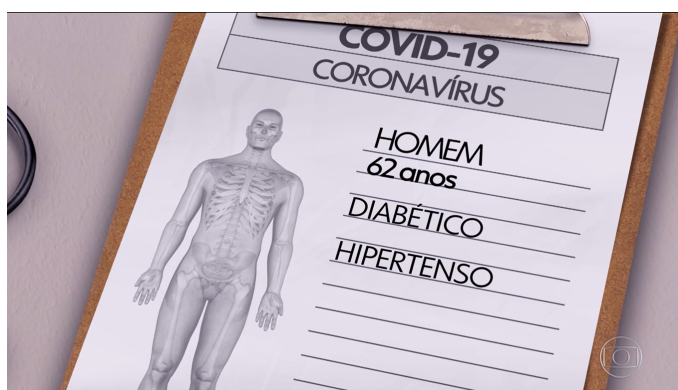 COVID-19
CORONAVÍRUS
HOMEM
62 anos
DIABÉTICO
HIPERTENSO